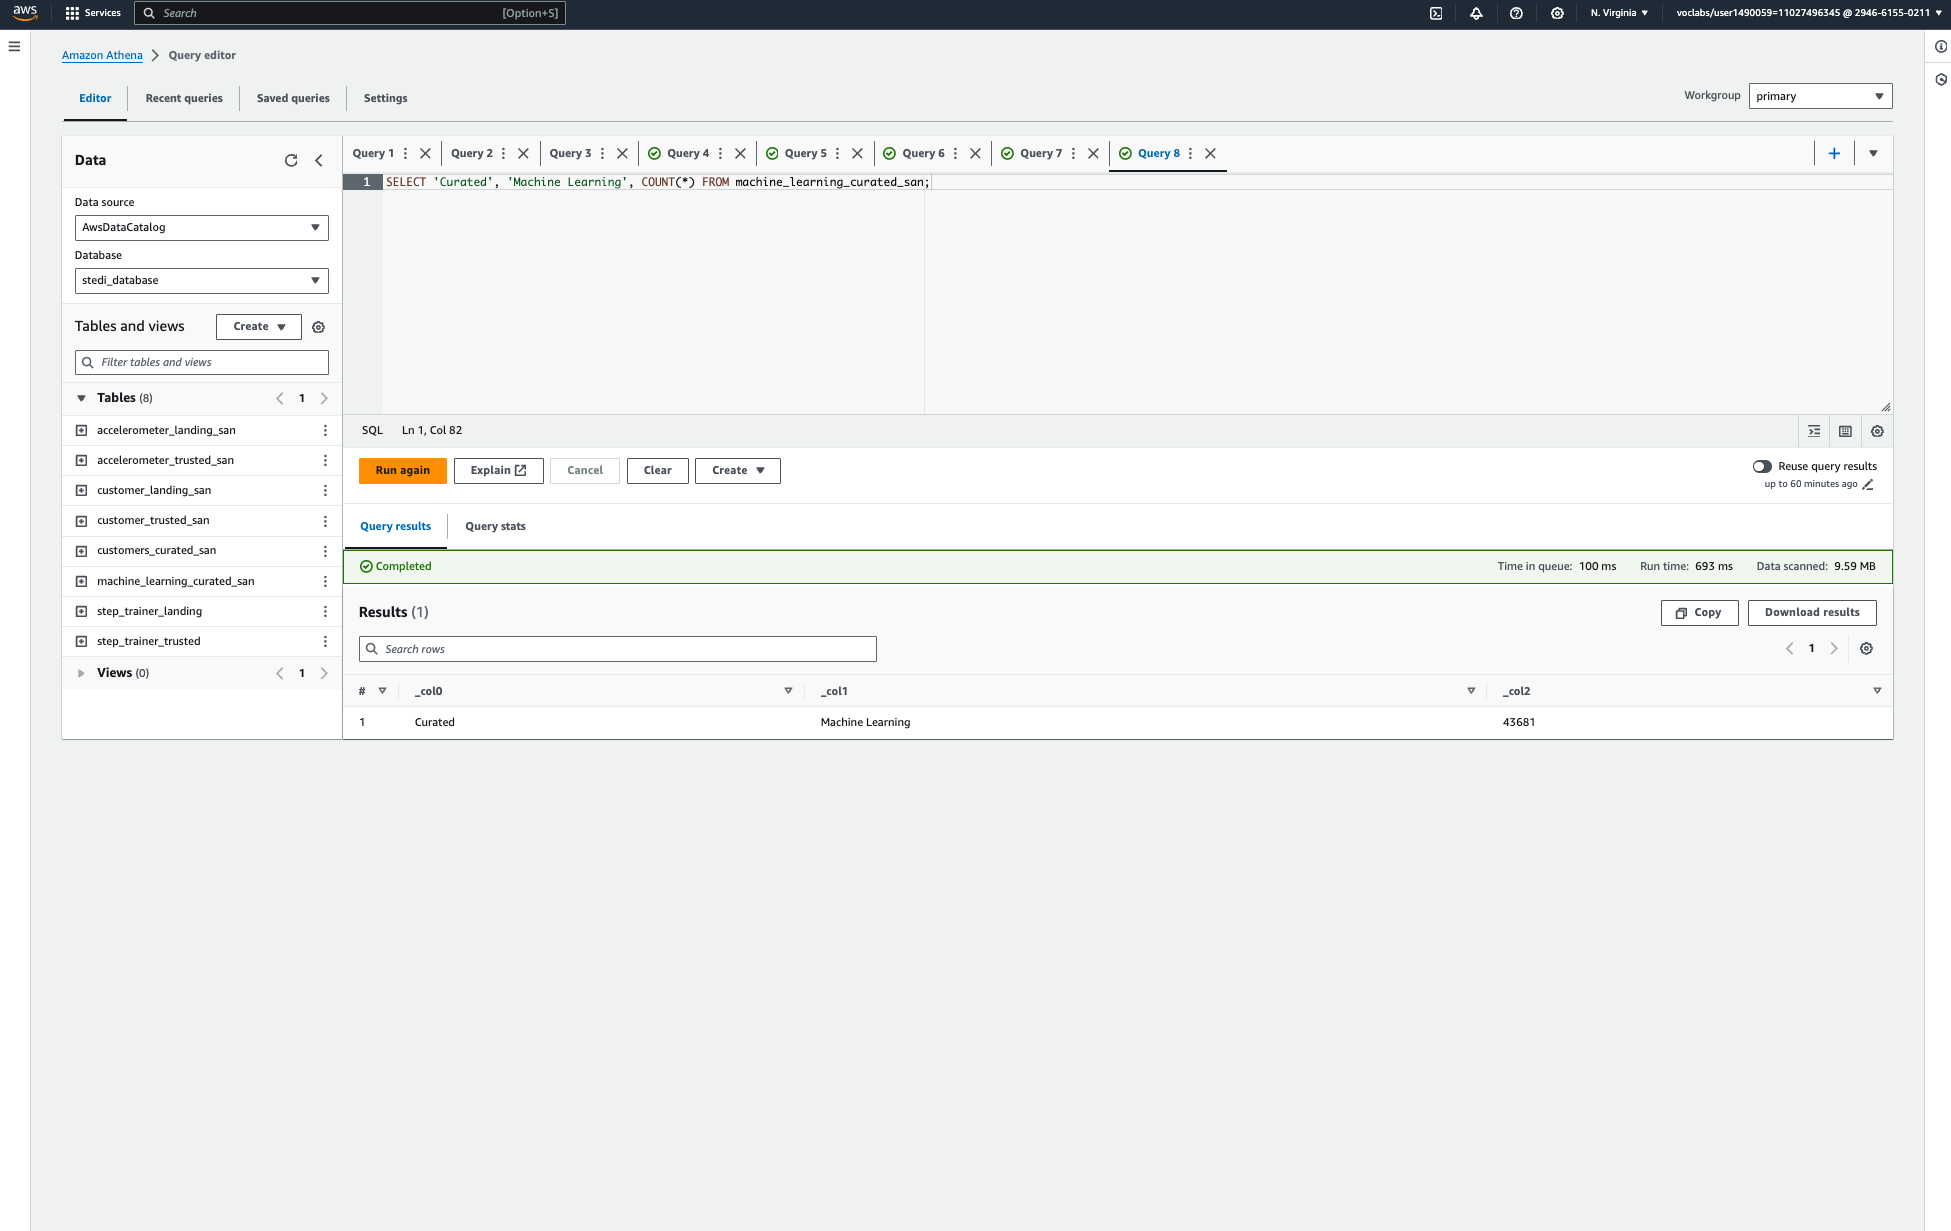 aws Services Search [Option+S] N. Virginia voclabs/user1490059=11027496345 @ 2946-6155-0211
Amazon Athena Query editor
Editor Recent queries Saved queries Settings
Workgroup primary
Data
Data source
AwsDataCatalog
Database
stedi_database
Tables and views Create
Filter tables and views
Tables (8) 1
accelerometer_landing_san
accelerometer_trusted_san
customer_landing_san
customer_trusted_san
customers_curated_san
machine_learning_curated_san
step_trainer_landing
step_trainer_trusted
Views (0) 1
Query 1 Query 2 Query 3 Query 4 Query 5 Query 6 Query 7 Query 8
1 SELECT 'Curated', 'Machine Learning', COUNT(*) FROM machine_learning_curated_san;
SQL Ln 1, Col 82
Run again Explain Cancel Clear Create
Reuse query results
up to 60 minutes ago
Query results Query stats
Completed Time in queue: 100 ms Run time: 693 ms Data scanned: 9.59 MB
Results (1) Copy Download results
Search rows 1
# _col0 _col1 _col2
1 Curated Machine Learning 43681